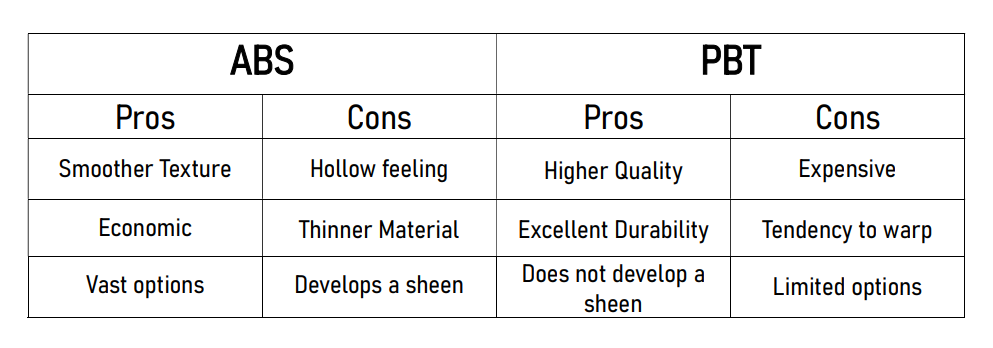 ABS PBT
Pros Cons Pros Cons
Smoother Texture Hollow feeling Higher Quality Expensive
Economic Thinner Material Excellent Durability Tendency to warp
Vast options Develops a sheen Does not develop a
sheen Limited options